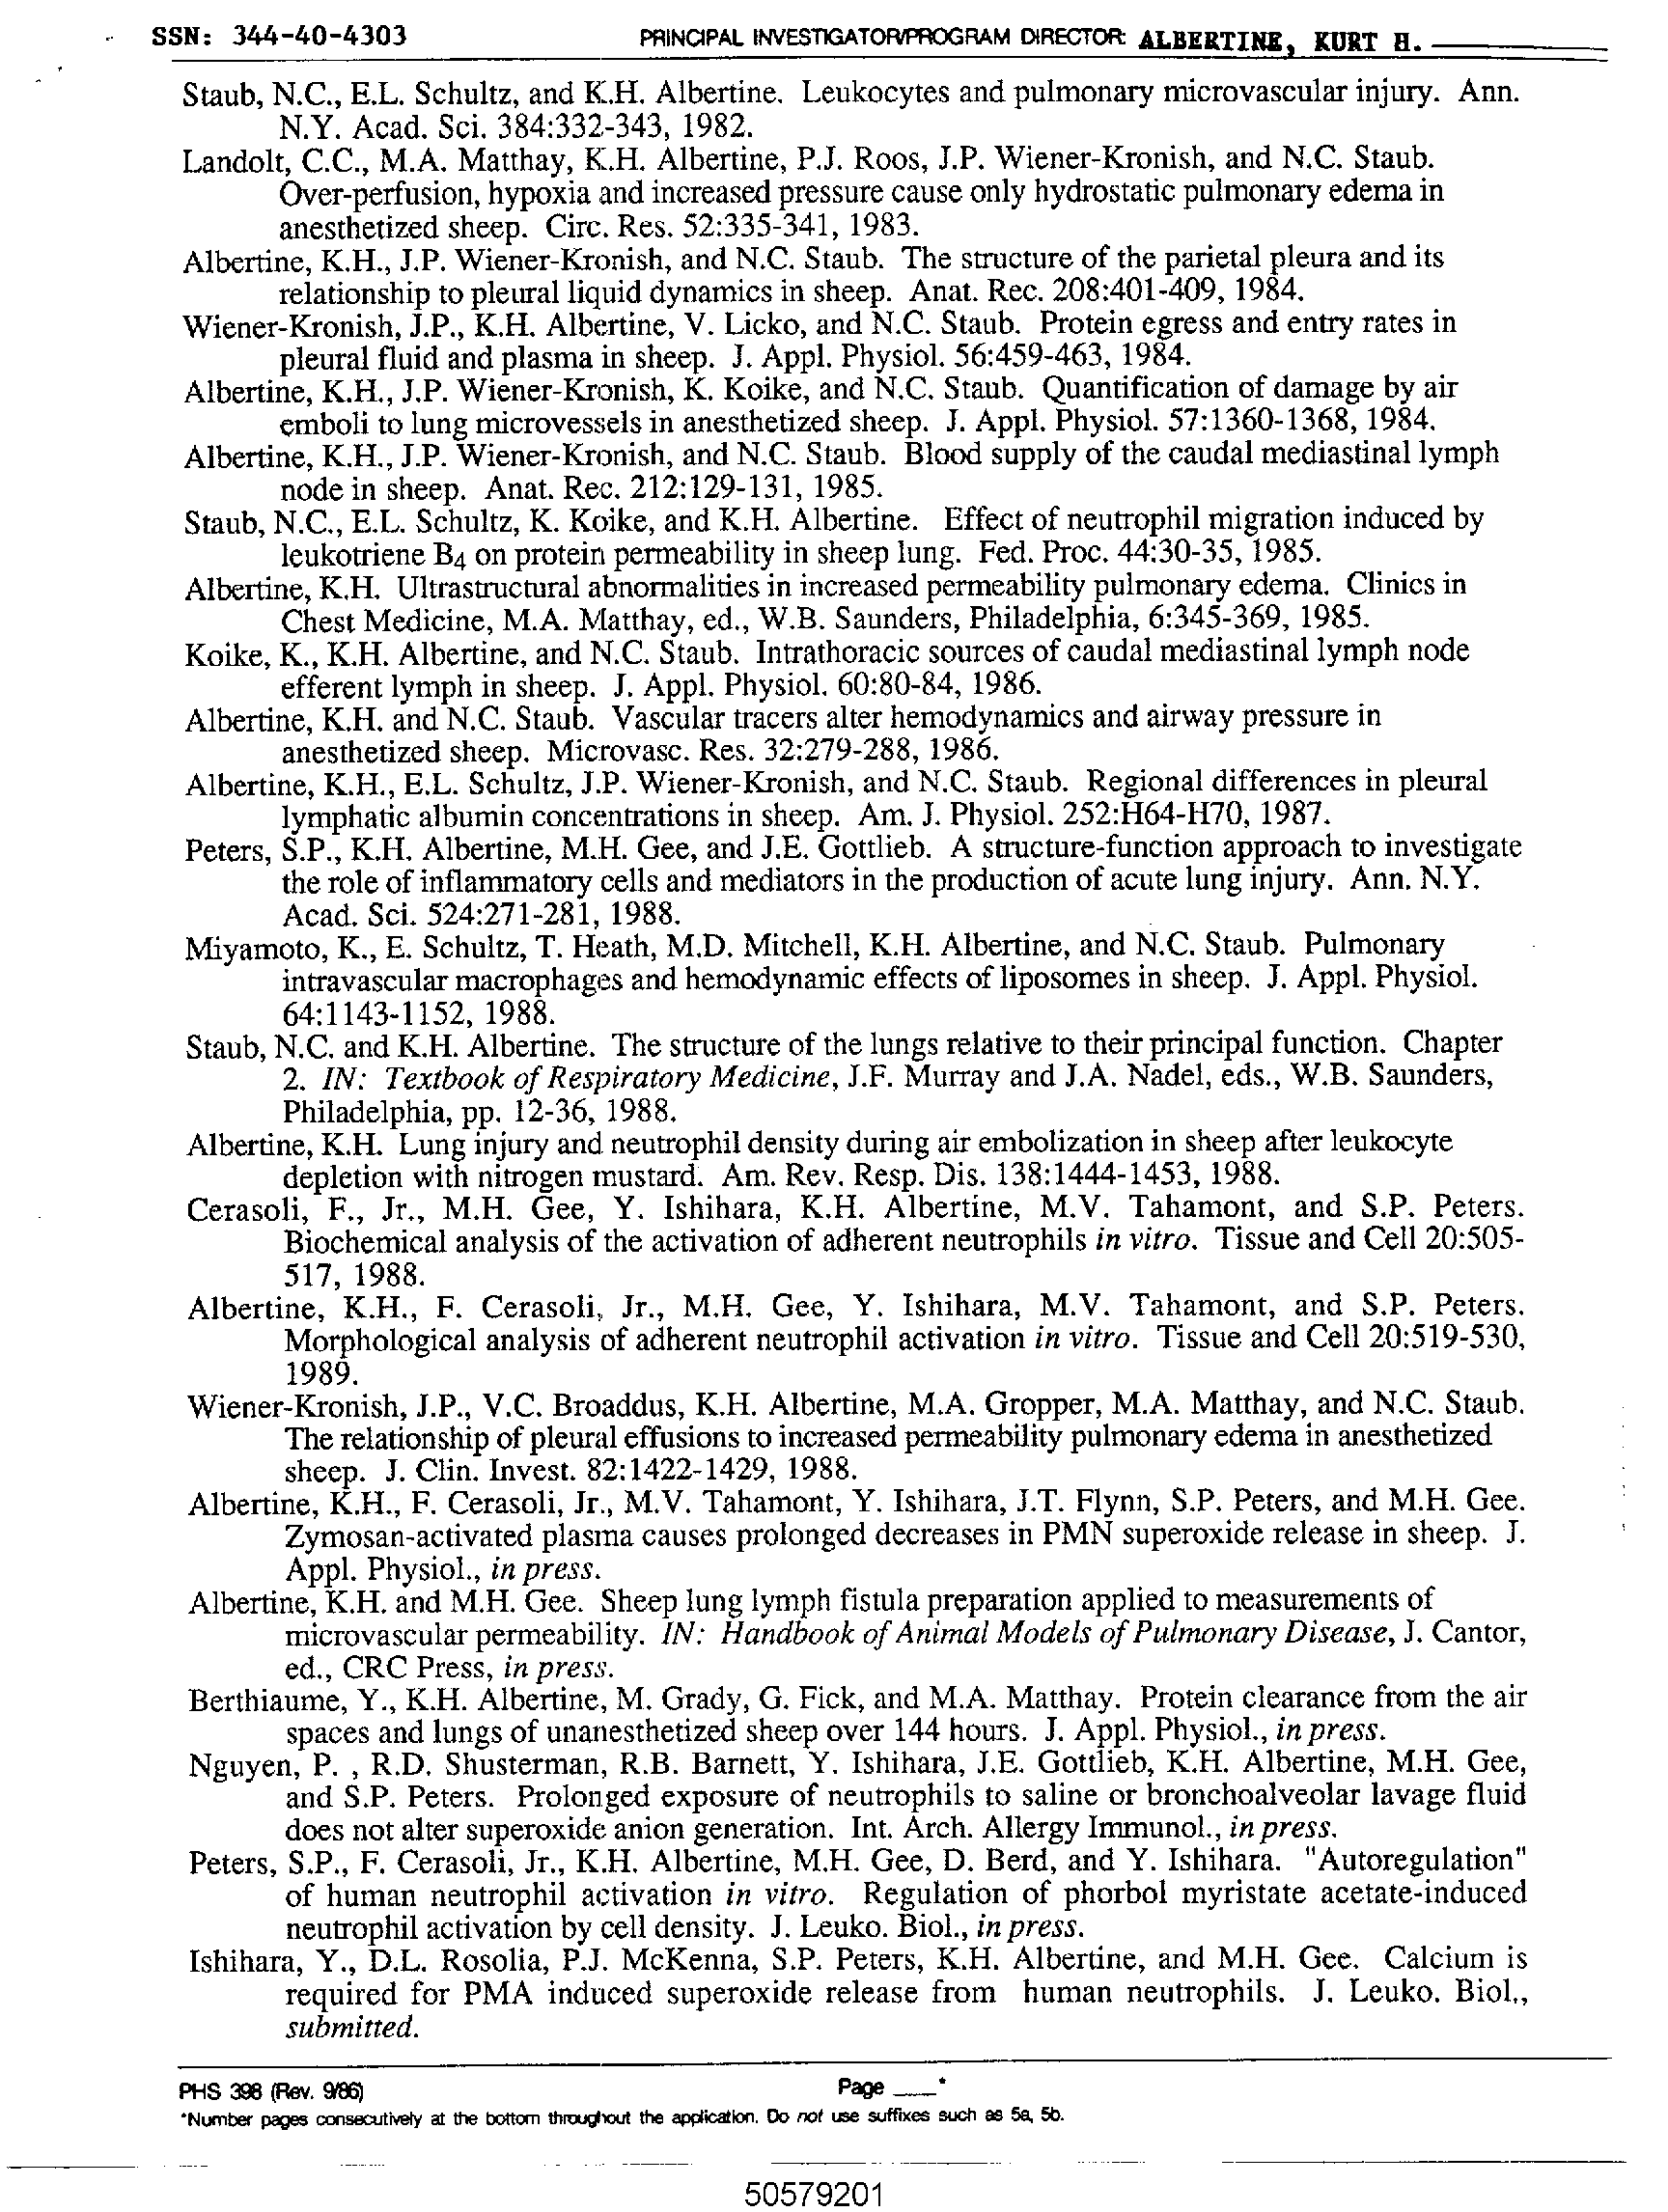 SSN: 344-40-4303 PRINCIPAL INVESTIGATOR/PROGRAM DIRECTOR: ALBERTINE, KURT H.
Staub, N.C., E.L. Schultz, and K.H. Albertine. Leukocytes and pulmonary microvascular injury. Ann.
N.Y. Acad. Sci. 384:332-343, 1982.
Landolt, C.C., M.A. Matthay, K.H. Albertine, P.J. Roos, J.P. Wiener-Kronish, and N.C. Staub.
Over-perfusion, hypoxia and increased pressure cause only hydrostatic pulmonary edema in
anesthetized sheep. Circ. Res. 52:335-341, 1983.
Albertine, K.H., J.P. Wiener-Kronish, and N.C. Staub. The structure of the parietal pleura and its
relationship to pleural liquid dynamics in sheep. Anat. Rec. 208:401-409, 1984.
Wiener-Kronish, J.P., K.H. Albertine, V. Licko, and N.C. Staub. Protein egress and entry rates in
pleural fluid and plasma in sheep. J. Appl. Physiol. 56:459-463, 1984.
Albertine, K.H., J.P. Wiener-Kronish, K. Koike, and N.C. Staub. Quantification of damage by air
emboli to lung microvessels in anesthetized sheep. J. Appl. Physiol. 57:1360-1368, 1984.
Albertine, K.H., J.P. Wiener-Kronish, and N.C. Staub. Blood supply of the caudal mediastinal lymph
node in sheep. Anat. Rec. 212:129-131, 1985.
Staub, N.C., E.L. Schultz, K. Koike, and K.H. Albertine. Effect of neutrophil migration induced by
leukotriene B4 on protein permeability in sheep lung. Fed. Proc. 44:30-35, 1985.
Albertine, K.H. Ultrastructural abnormalities in increased permeability pulmonary edema. Clinics in
Chest Medicine, M.A. Matthay, ed., W.B. Saunders, Philadelphia, 6:345-369, 1985.
Koike, K., K.H. Albertine, and N.C. Staub. Intrathoracic sources of caudal mediastinal lymph node
efferent lymph in sheep. J. Appl. Physiol. 60:80-84, 1986.
Albertine, K.H. and N.C. Staub. Vascular tracers alter hemodynamics and airway pressure in
anesthetized sheep. Microvasc. Res. 32:279-288, 1986.
Albertine, K.H., E.L. Schultz, J.P. Wiener-Kronish, and N.C. Staub. Regional differences in pleural
lymphatic albumin concentrations in sheep. Am. J. Physiol. 252:H64-H70, 1987.
Peters, S.P., K.H. Albertine, M.H. Gee, and J.E. Gottlieb. A structure-function approach to investigate
the role of inflammatory cells and mediators in the production of acute lung injury. Ann. N.Y.
Acad. Sci. 524:271-281, 1988.
Miyamoto, K., E. Schultz, T. Heath, M.D. Mitchell, K.H. Albertine, and N.C. Staub. Pulmonary
intravascular macrophages and hemodynamic effects of liposomes in sheep. J. Appl. Physiol.
64:1143-1152, 1988.
Staub, N.C. and K.H. Albertine. The structure of the lungs relative to their principal function. Chapter
2. IN: Textbook of Respiratory Medicine, J.F. Murray and J.A. Nadel, eds., W.B. Saunders,
Philadelphia, pp. 12-36, 1988.
Albertine, K.H. Lung injury and neutrophil density during air embolization in sheep after leukocyte
depletion with nitrogen mustard. Am. Rev. Resp. Dis. 138:1444-1453, 1988.
Cerasoli, F., Jr., M.H. Gee, Y. Ishihara, K.H. Albertine, M.V. Tahamont, and S.P. Peters.
Biochemical analysis of the activation of adherent neutrophils in vitro. Tissue and Cell 20:505-
517, 1988.
Albertine, K.H., F. Cerasoli, Jr., M.H. Gee, Y. Ishihara, M.V. Tahamont, and S.P. Peters.
Morphological analysis of adherent neutrophil activation in vitro. Tissue and Cell 20:519-530,
1989.
Wiener-Kronish, J.P., V.C. Broaddus, K.H. Albertine, M.A. Gropper, M.A. Matthay, and N.C. Staub.
The relationship of pleural effusions to increased permeability pulmonary edema in anesthetized
sheep. J. Clin. Invest. 82:1422-1429, 1988.
Albertine, K.H., F. Cerasoli, Jr., M.V. Tahamont, Y. Ishihara, J.T. Flynn, S.P. Peters, and M.H. Gee.
Zymosan-activated plasma causes prolonged decreases in PMN superoxide release in sheep. J.
Appl. Physiol., in press.
Albertine, K.H. and M.H. Gee. Sheep lung lymph fistula preparation applied to measurements of
microvascular permeability. IN: Handbook of Animal Models of Pulmonary Disease, J. Cantor,
ed., CRC Press, in press.
Berthiaume, Y., K.H. Albertine, M. Grady, G. Fick, and M.A. Matthay. Protein clearance from the air
spaces and lungs of unanesthetized sheep over 144 hours. J. Appl. Physiol., in press.
Nguyen, P. , R.D. Shusterman, R.B. Barnett, Y. Ishihara, J.E. Gottlieb, K.H. Albertine, M.H. Gee,
and S.P. Peters. Prolonged exposure of neutrophils to saline or bronchoalveolar lavage fluid
does not alter superoxide anion generation. Int. Arch. Allergy Immunol., in press.
Peters, S.P., F. Cerasoli, Jr., K.H. Albertine, M.H. Gee, D. Berd, and Y. Ishihara. "Autoregulation"
of human neutrophil activation in vitro. Regulation of phorbol myristate acetate-induced
neutrophil activation by cell density. J. Leuko. Biol., in press.
Ishihara, Y., D.L. Rosolia, P.J. McKenna, S.P. Peters, K.H. Albertine, and M.H. Gee. Calcium is
required for PMA induced superoxide release from human neutrophils. J. Leuko. Biol.,
submitted.
PHS 398 (Rev. 9/86) Page ___*
*Number pages consecutively at the bottom throughout the application. Do not use suffixes such as 5a, 5b.
50579201